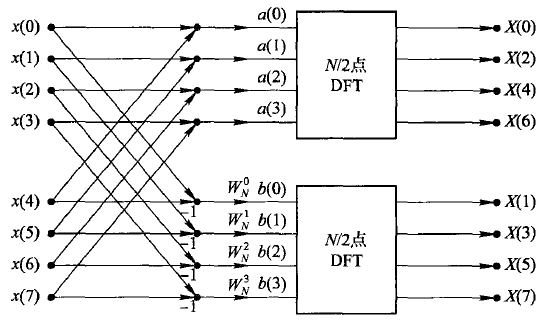 x(0) a(0) X(0)
x(1) a(1) N/2点 X(2)
x(2) a(2) DFT X(4)
x(3) a(3) X(6)
x(4) -1 W_N^0 b(0) X(1)
x(5) -1 W_N^1 b(1) N/2点 X(3)
x(6) -1 W_N^2 b(2) DFT X(5)
x(7) -1 W_N^3 b(3) X(7)